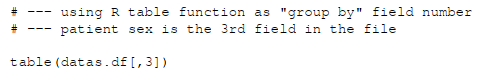 # --- using R table function as "group by" field number
# --- patient sex is the 3rd field in the file
table(datas.df[,3])